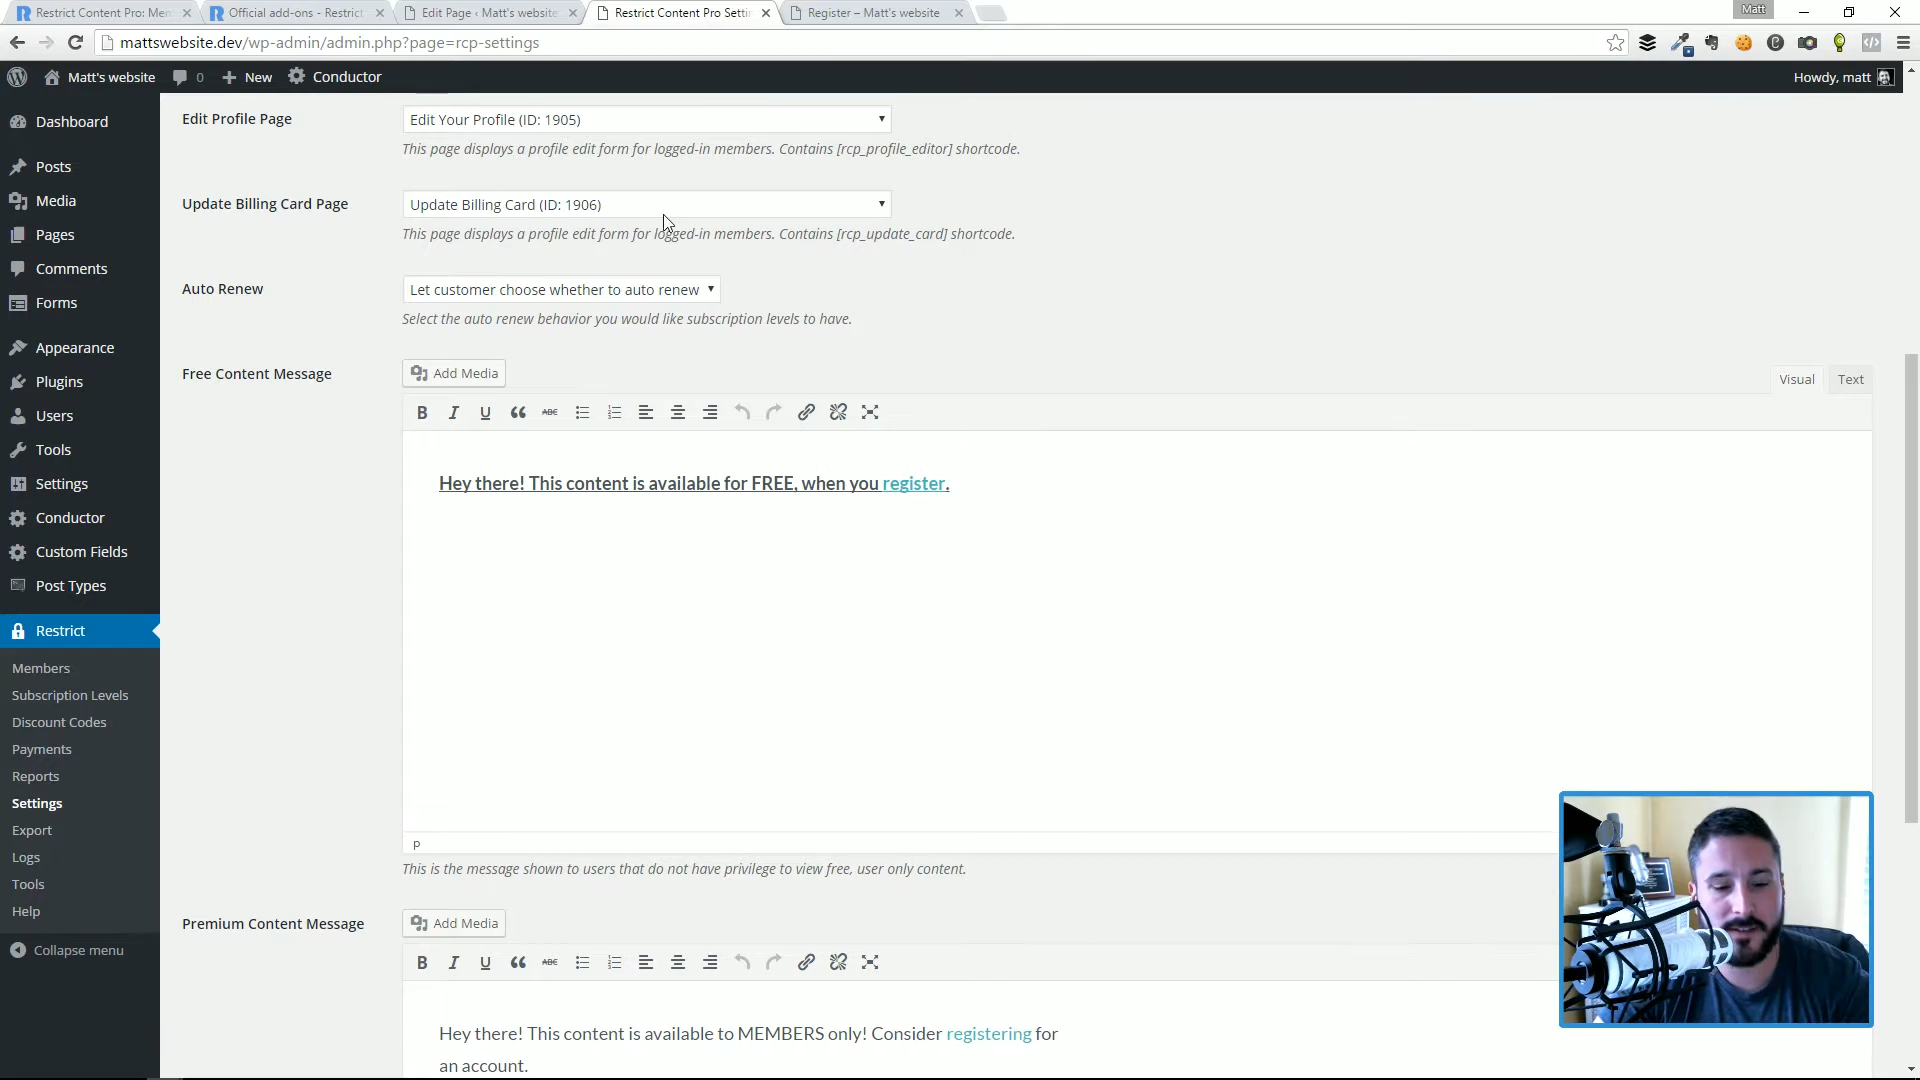 Restrict Content Pro: Mem
Official add-ons - Restrict
Edit Page ‹ Matt's website
Restrict Content Pro Setti
Register – Matt's website
Matt
mattswebsite.dev/wp-admin/admin.php?page=rcp-settings
Matt's website
0
New
Conductor
Howdy, matt
Dashboard
Posts
Media
Pages
Comments
Forms
Appearance
Plugins
Users
Tools
Settings
Conductor
Custom Fields
Post Types
Restrict
Members
Subscription Levels
Discount Codes
Payments
Reports
Settings
Export
Logs
Tools
Help
Collapse menu
Edit Profile Page
Edit Your Profile (ID: 1905)
This page displays a profile edit form for logged-in members. Contains [rcp_profile_editor] shortcode.
Update Billing Card Page
Update Billing Card (ID: 1906)
This page displays a profile edit form for logged-in members. Contains [rcp_update_card] shortcode.
Auto Renew
Let customer choose whether to auto renew
Select the auto renew behavior you would like subscription levels to have.
Free Content Message
Add Media
Visual
Text
B I U ABC
Hey there! This content is available for FREE, when you register.
p
This is the message shown to users that do not have privilege to view free, user only content.
Premium Content Message
Add Media
B I U ABC
Hey there! This content is available to MEMBERS only! Consider registering for
an account.